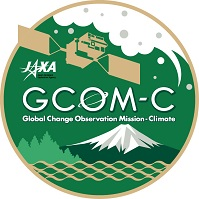 JAXA
GCOM-C
Global Change Observation Mission - Climate